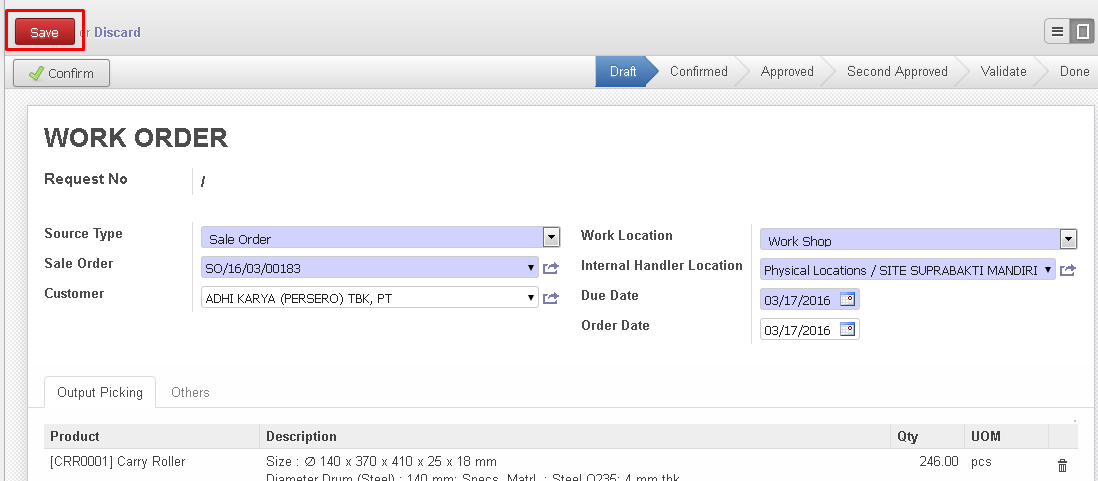 Save or Discard
Confirm
Draft Confirmed Approved Second Approved Validate Done
WORK ORDER
Request No /
Source Type Sale Order
Work Location Work Shop
Sale Order SO/16/03/00183
Internal Handler Location Physical Locations / SITE SUPRABAKTI MANDIRI
Customer ADHI KARYA (PERSERO) TBK, PT
Due Date 03/17/2016
Order Date 03/17/2016
Output Picking Others
Product Description Qty UOM
[CRR0001] Carry Roller Size : Ø 140 x 370 x 410 x 25 x 18 mm 246.00 pcs
Diameter Drum (Steel) : 140 mm; Specs. Matrl. : Steel Q235; 4 mm thk